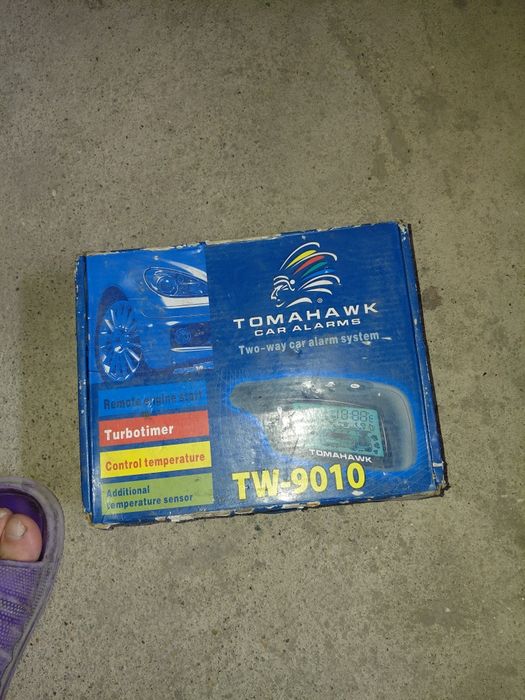 TOMAHAWK
CAR ALARMS
Two-way car alarm system
Remote engine start
Turbotimer
Control temperature
Additional
temperature sensor
TOMAHAWK
TW-9010